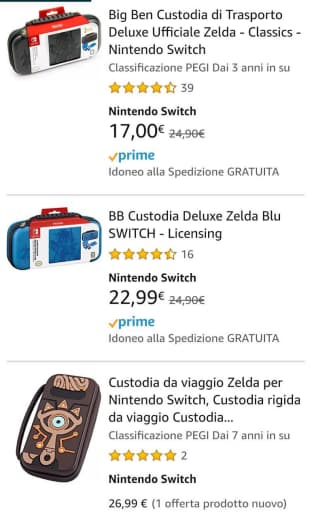 Big Ben Custodia di Trasporto
Deluxe Ufficiale Zelda - Classics -
Nintendo Switch
Classificazione PEGI Dai 3 anni in su
39
Nintendo Switch
17,00€ 24,90€
prime
Idoneo alla Spedizione GRATUITA
BB Custodia Deluxe Zelda Blu
SWITCH - Licensing
16
Nintendo Switch
22,99€ 24,90€
prime
Idoneo alla Spedizione GRATUITA
Custodia da viaggio Zelda per
Nintendo Switch, Custodia rigida
da viaggio Custodia...
Classificazione PEGI Dai 7 anni in su
2
Nintendo Switch
26,99 € (1 offerta prodotto nuovo)